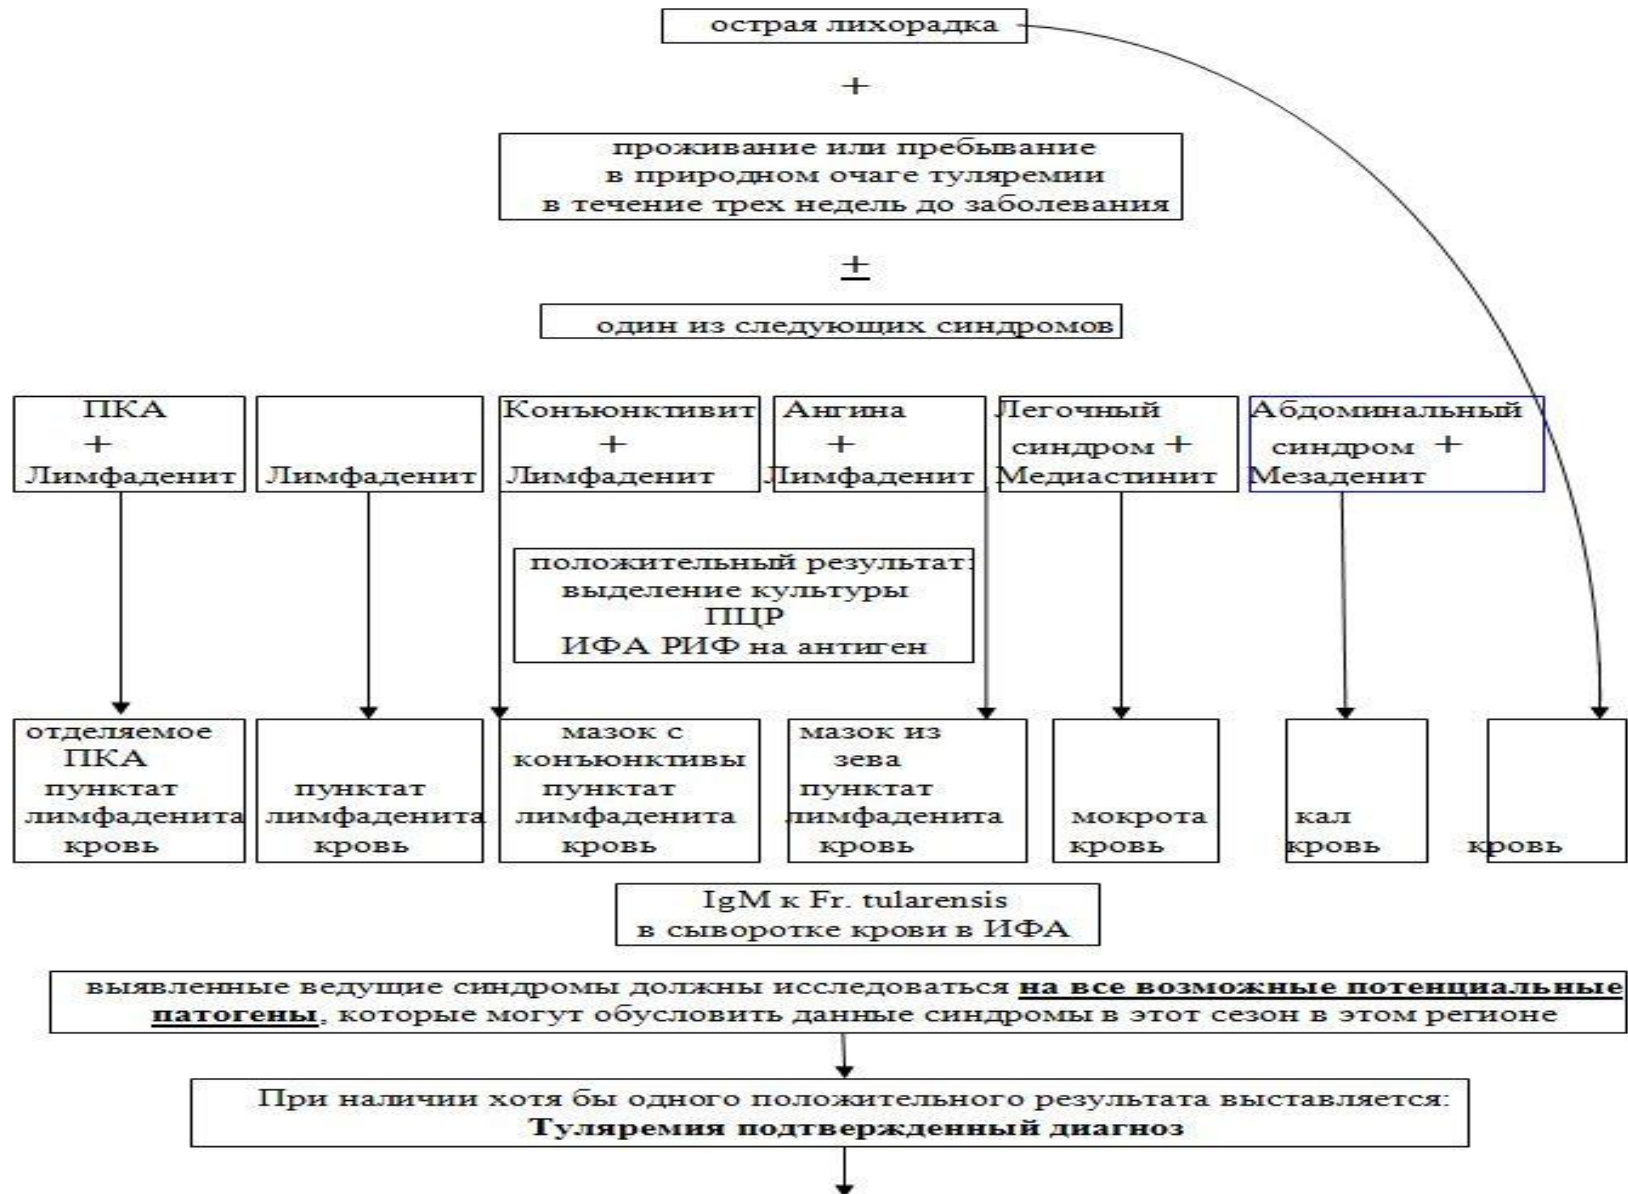 острая лихорадка
+
проживание или пребывание
в природном очаге туляремии
в течение трех недель до заболевания
±
один из следующих синдромов
ПКА
+
Лимфаденит
Лимфаденит
Конъюнктивит
+
Лимфаденит
Ангина
+
Лимфаденит
Легочный
синдром +
Медиастинит
Абдоминальный
синдром +
Мезаденит
положительный результат:
выделение культуры
ПЦР
ИФА РИФ на антиген
отделяемое
ПКА
пунктат
лимфаденита
кровь
пунктат
лимфаденита
кровь
мазок с
конъюнктивы
пунктат
лимфаденита
кровь
мазок из
зева
пунктат
лимфаденита
кровь
мокрота
кровь
кал
кровь
кровь
IgM к Fr. tularensis
в сыворотке крови в ИФА
выявленные ведущие синдромы должны исследоваться на все возможные потенциальные
патогены, которые могут обусловить данные синдромы в этот сезон в этом регионе
При наличии хотя бы одного положительного результата выставляется:
Туляремия подтвержденный диагноз